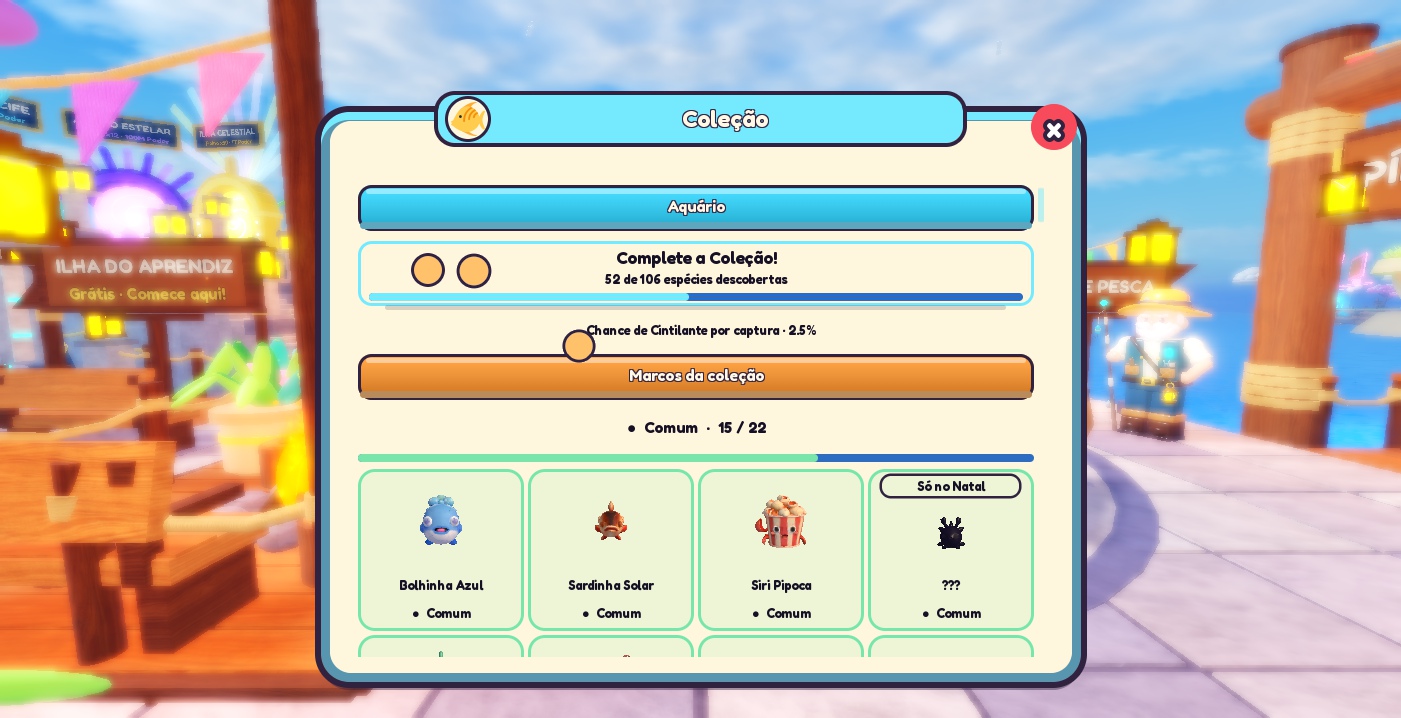 Coleção
Aquário
Complete a Coleção!
52 de 106 espécies descobertas
Chance de Cintilante por captura · 2.5%
Marcos da coleção
● Comum · 15 / 22
Só no Natal
Bolhinha Azul
Sardinha Solar
Siri Pipoca
???
● Comum
● Comum
● Comum
● Comum
ILHA DO APRENDIZ
Grátis · Comece aqui!
ESTELAR
CELESTIAL
E PESCA